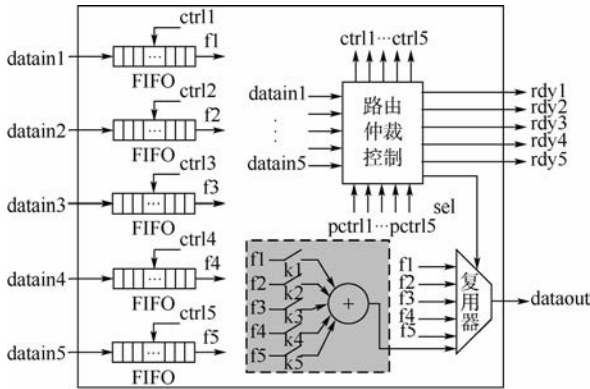 ctrl1
datain1
f1
FIFO
ctrl2
datain2
f2
FIFO
ctrl3
datain3
f3
FIFO
ctrl4
datain4
f4
FIFO
ctrl5
datain5
f5
FIFO
ctrl1…ctrl5
datain1
datain5
路由
仲裁
控制
rdy1
rdy2
rdy3
rdy4
rdy5
pctrl1…pctrl5
sel
f1
k1
f2
k2
f3
k3
f4
k4
f5
k5
+
f1
f2
f3
f4
f5
复用器
dataout